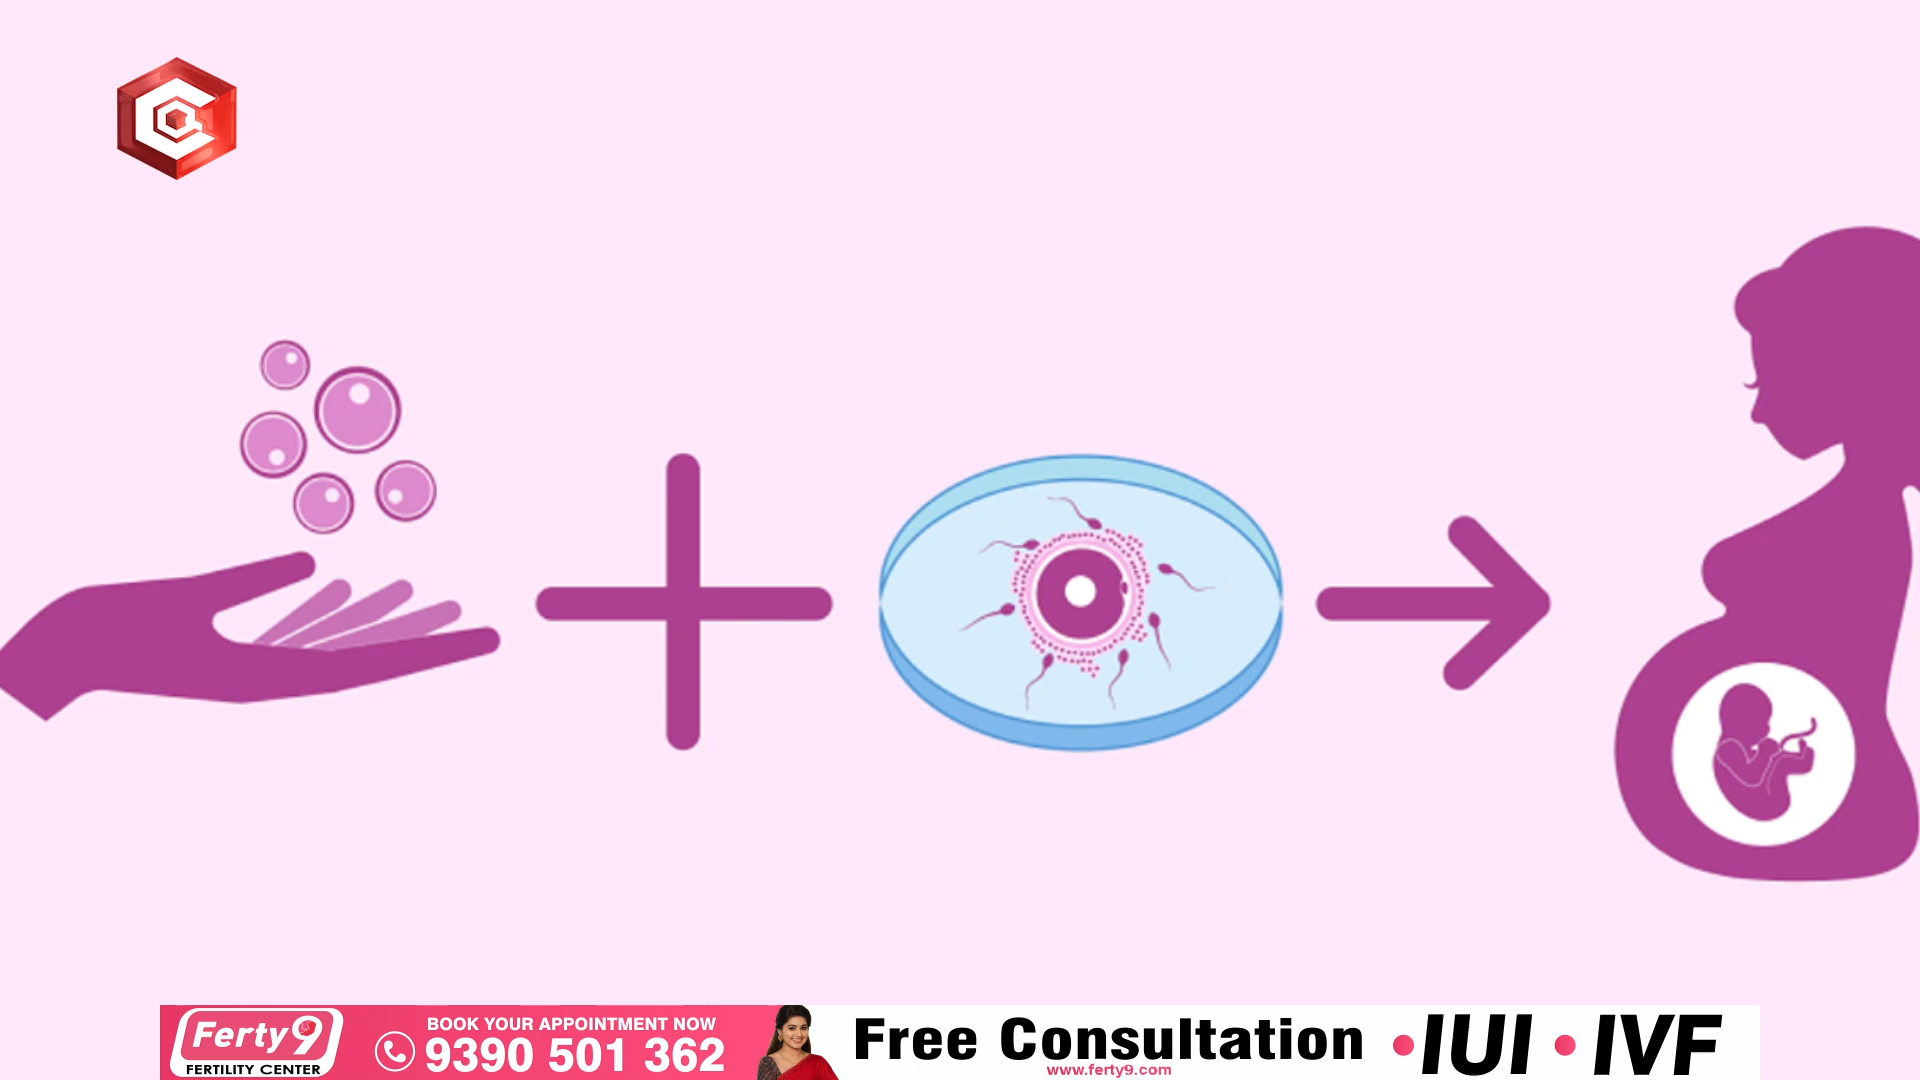 Ferty9
FERTILITY CENTER
BOOK YOUR APPOINTMENT NOW
9390 501 362
Free Consultation
www.ferty9.com
• IUI • IVF